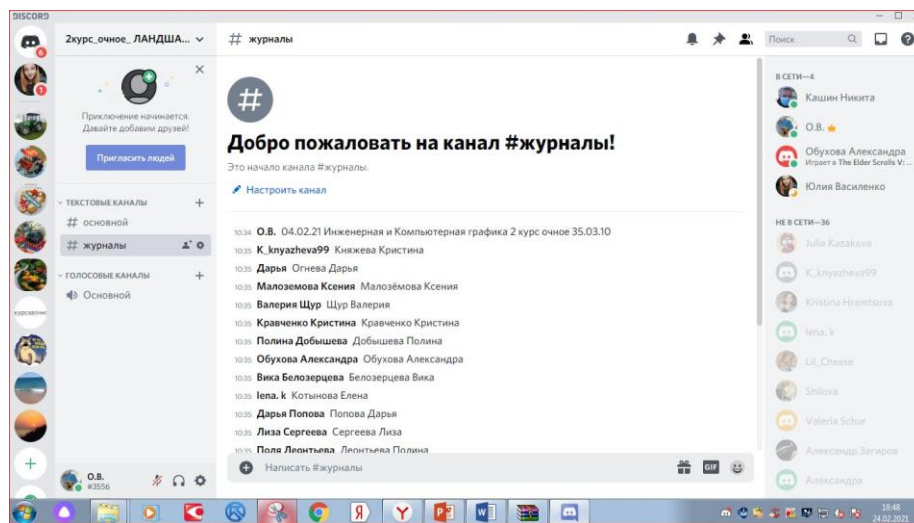 DISCORD
2курс_очное_ ЛАНДША...
# журналы
Поиск
Приключение начинается.
Давайте добавим друзей!
Пригласить людей
ТЕКСТОВЫЕ КАНАЛЫ
# основной
# журналы
ГОЛОСОВЫЕ КАНАЛЫ
Основной
О.В.
#3556
Добро пожаловать на канал #журналы!
Это начало канала #журналы.
Настроить канал
10:34 О.В. 04.02.21 Инженерная и Компьютерная графика 2 курс очное 35.03.10
10:35 K_knyazheva99 Княжева Кристина
10:35 Дарья Огнева Дарья
10:35 Малоземова Ксения Малозёмова Ксения
10:35 Валерия Щур Щур Валерия
10:35 Кравченко Кристина Кравченко Кристина
10:35 Полина Добышева Добышева Полина
10:35 Обухова Александра Обухова Александра
10:35 Вика Белозерцева Белозерцева Вика
10:35 lena. k Котынова Елена
10:35 Дарья Попова Попова Дарья
10:35 Лиза Сергеева Сергеева Лиза
10:35 Поля Леонтьева Леонтьева Полина
Написать #журналы
GIF
В СЕТИ—4
Кашин Никита
О.В.
Обухова Александра
Играет в The Elder Scrolls V: ...
Юлия Василенко
НЕ В СЕТИ—36
Julia Kazakova
K_knyazheva99
Kristina Hramtsova
lena. k
Lil_Chesse
Shilova
Valeria Schur
Александр Загиров
Александра
18:48
24.02.2021